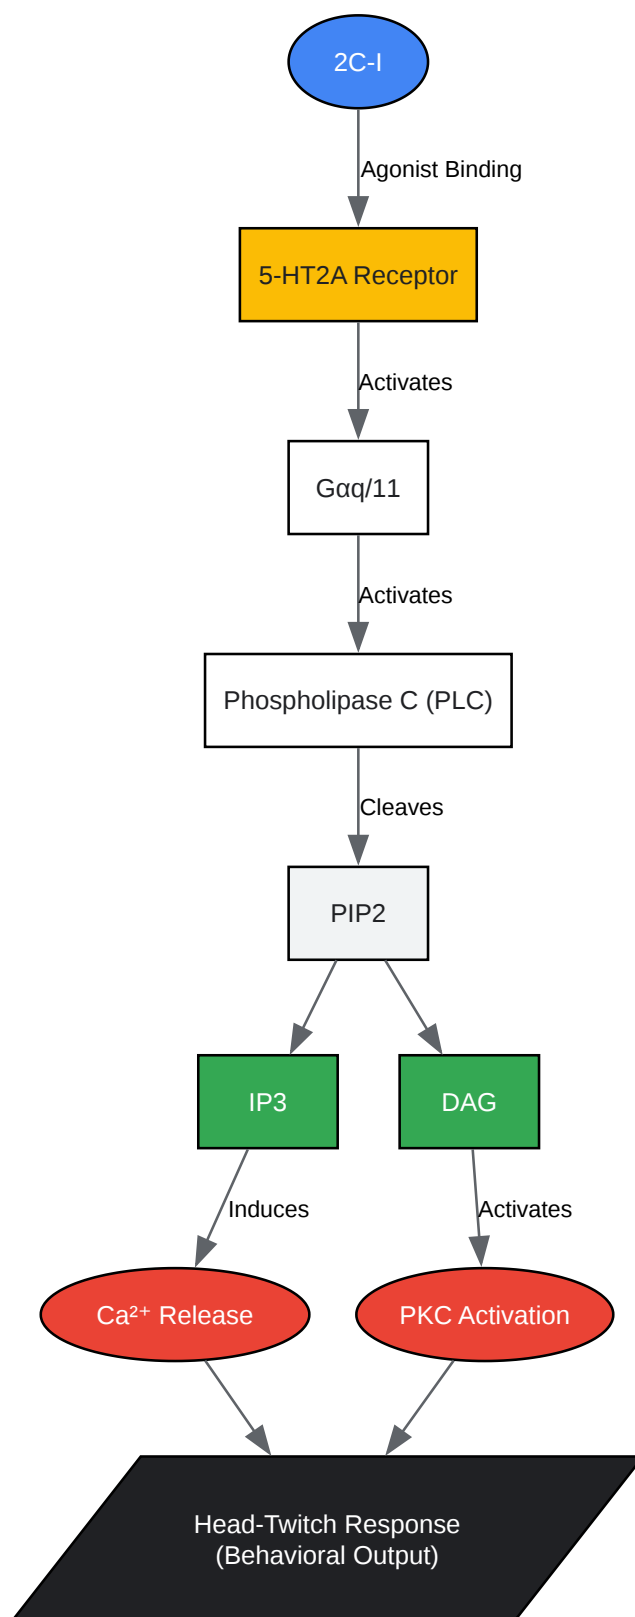 2C-I
Agonist Binding
5-HT2A Receptor
Activates
Gαq/11
Activates
Phospholipase C (PLC)
Cleaves
PIP2
IP3
DAG
Induces
Activates
Ca²⁺ Release
PKC Activation
Head-Twitch Response
(Behavioral Output)